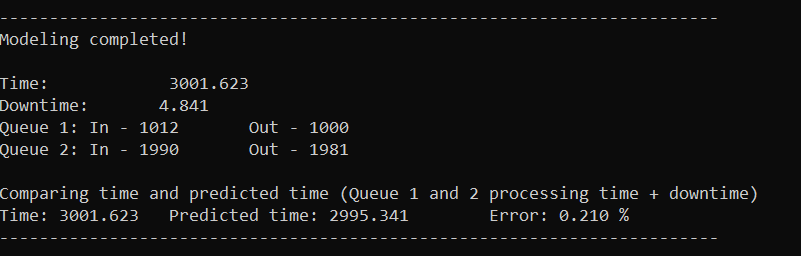 ------------------------------------------------------------------------
Modeling completed!
Time:            3001.623
Downtime:       4.841
Queue 1: In - 1012       Out - 1000
Queue 2: In - 1990       Out - 1981
Comparing time and predicted time (Queue 1 and 2 processing time + downtime)
Time: 3001.623   Predicted time: 2995.341        Error: 0.210 %
------------------------------------------------------------------------